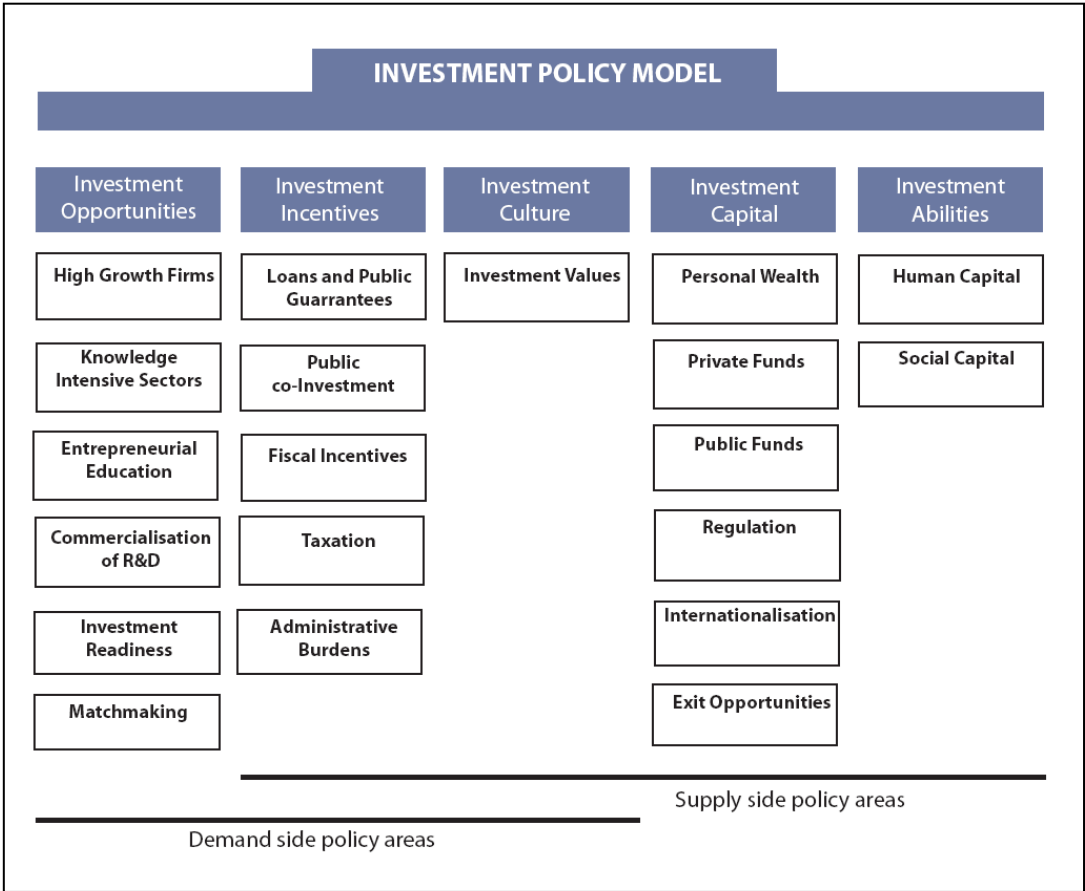 INVESTMENT POLICY MODEL
Investment
Opportunities
High Growth Firms
Knowledge
Intensive Sectors
Entrepreneurial
Education
Commercialisation
of R&D
Investment
Readiness
Matchmaking
Investment
Incentives
Loans and Public
Guarrantees
Public
co-Investment
Fiscal Incentives
Taxation
Administrative
Burdens
Investment
Culture
Investment Values
Investment
Capital
Personal Wealth
Private Funds
Public Funds
Regulation
Internationalisation
Exit Opportunities
Investment
Abilities
Human Capital
Social Capital
Supply side policy areas
Demand side policy areas